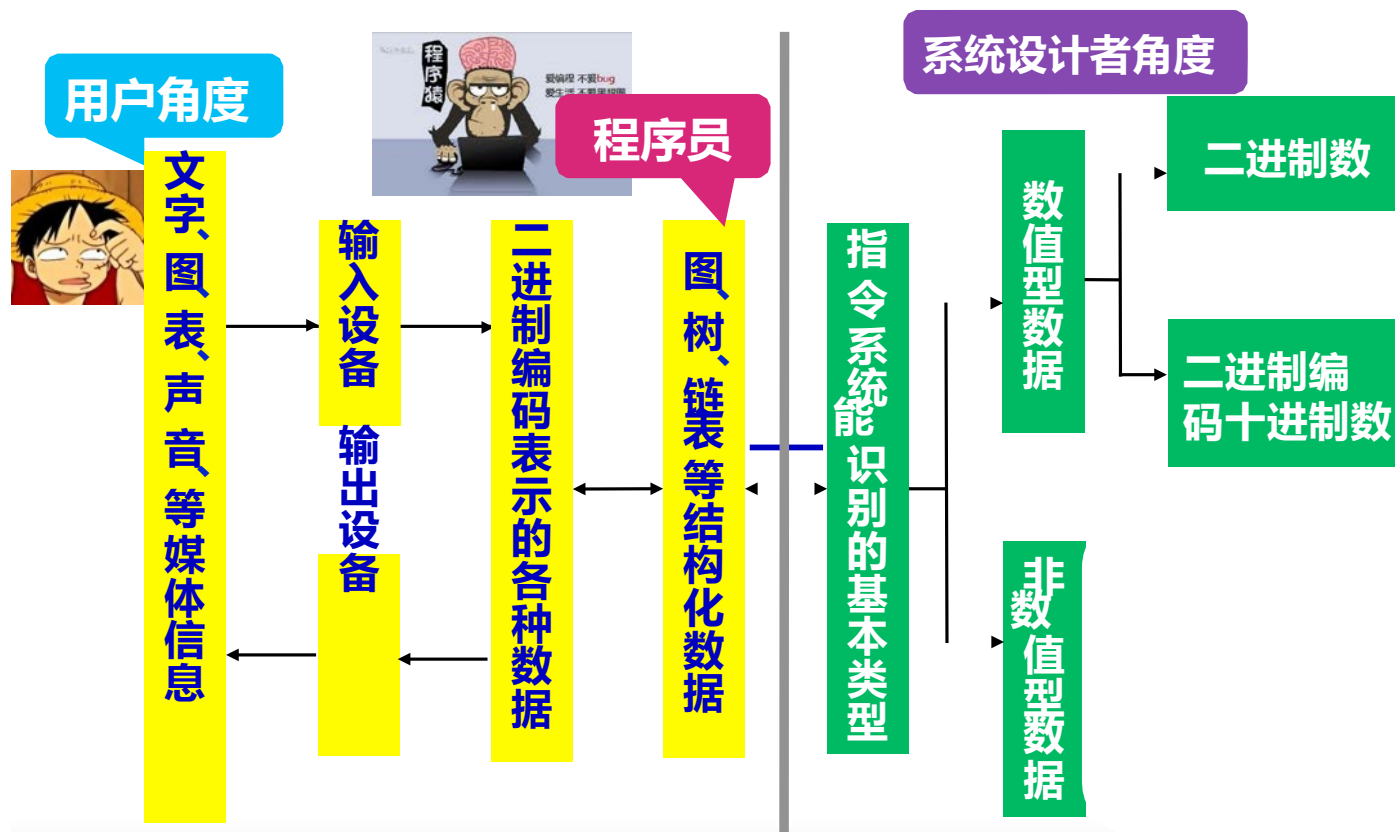 用户角度
程序猿
爱编程 不爱bug
程序员
系统设计者角度
文字、图、表、声音、等媒体信息
输入设备
输出设备
二进制编码表示的各种数据
图、树、链表等结构化数据
指令系统能识别的基本类型
数值型数据
非数值型数据
二进制数
二进制编
码十进制数